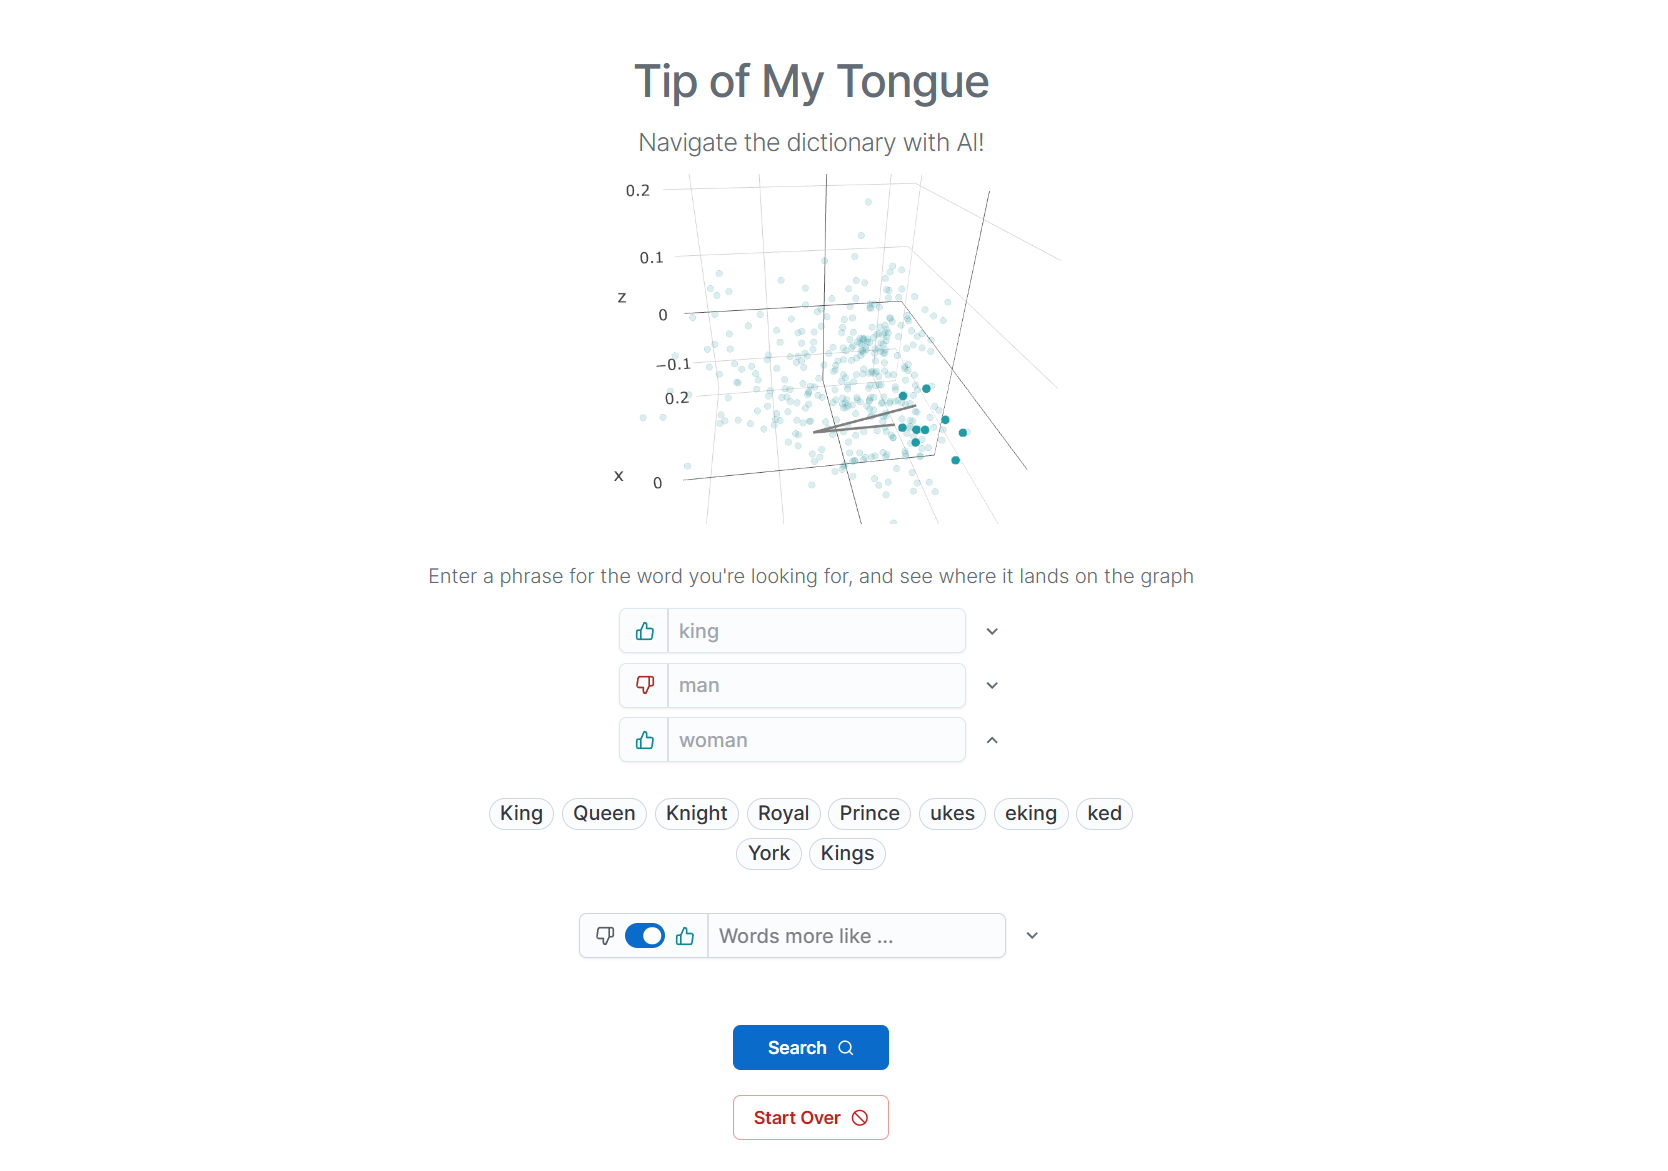 Tip of My Tongue
Navigate the dictionary with AI!
0.2
0.1
z
0
−0.1
0.2
x
0
Enter a phrase for the word you're looking for, and see where it lands on the graph
king
man
woman
King Queen Knight Royal Prince ukes eking ked
York Kings
Words more like ...
Search
Start Over